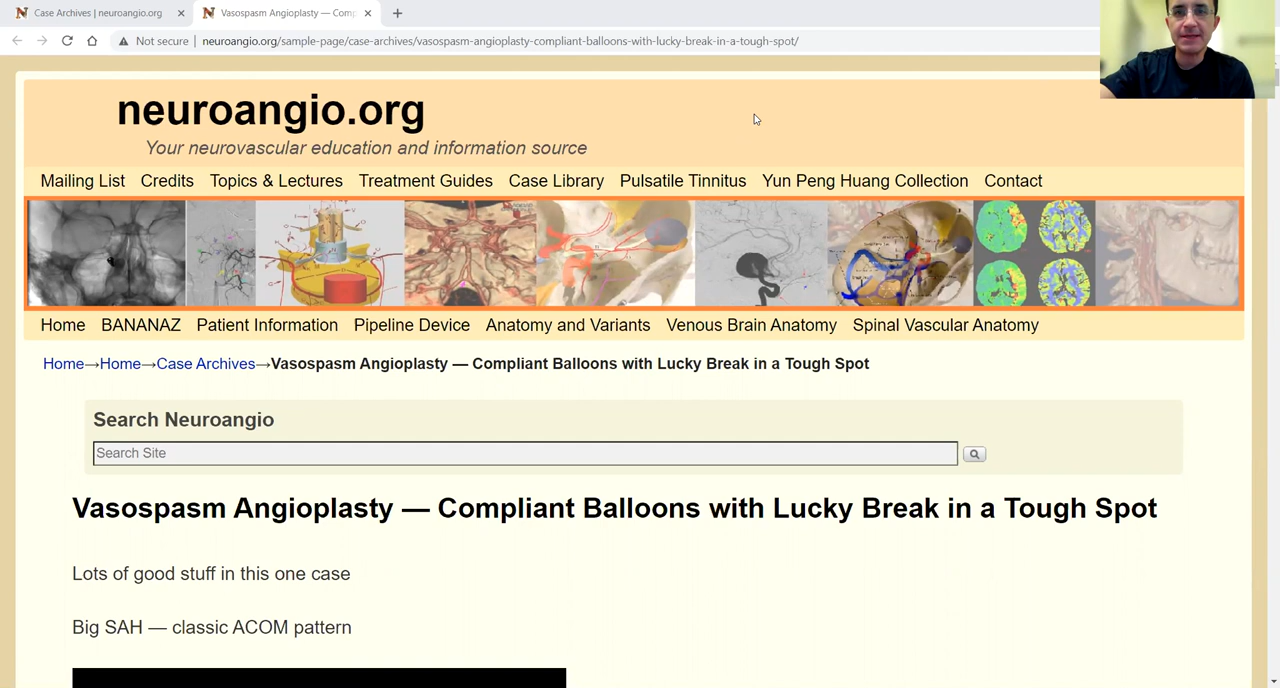 Case Archives | neuroangio.org
Vasospasm Angioplasty — Comp
Not secure | neuroangio.org/sample-page/case-archives/vasospasm-angioplasty-compliant-balloons-with-lucky-break-in-a-tough-spot/
neuroangio.org
Your neurovascular education and information source
Mailing List Credits Topics & Lectures Treatment Guides Case Library Pulsatile Tinnitus Yun Peng Huang Collection Contact
Home BANANAZ Patient Information Pipeline Device Anatomy and Variants Venous Brain Anatomy Spinal Vascular Anatomy
Home→Home→Case Archives→Vasospasm Angioplasty — Compliant Balloons with Lucky Break in a Tough Spot
Search Neuroangio
Search Site
Vasospasm Angioplasty — Compliant Balloons with Lucky Break in a Tough Spot
Lots of good stuff in this one case
Big SAH — classic ACOM pattern